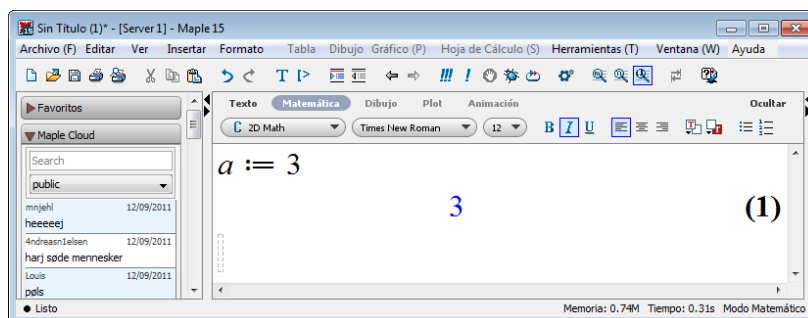 Sin Título (1)* - [Server 1] - Maple 15
Archivo (F) Editar Ver Insertar Formato Tabla Dibujo Gráfico (P) Hoja de Cálculo (S) Herramientas (T) Ventana (W) Ayuda
Favoritos
Maple Cloud
Search
public
mnjehl 12/09/2011
heeeeej
4ndreasn1elsen 12/09/2011
harj søde mennesker
Louis 12/09/2011
pøls
Texto Matemática Dibujo Plot Animación Ocultar
C 2D Math Times New Roman 12 B I U
a := 3
3 (1)
Listo Memoria: 0.74M Tiempo: 0.31s Modo Matemático